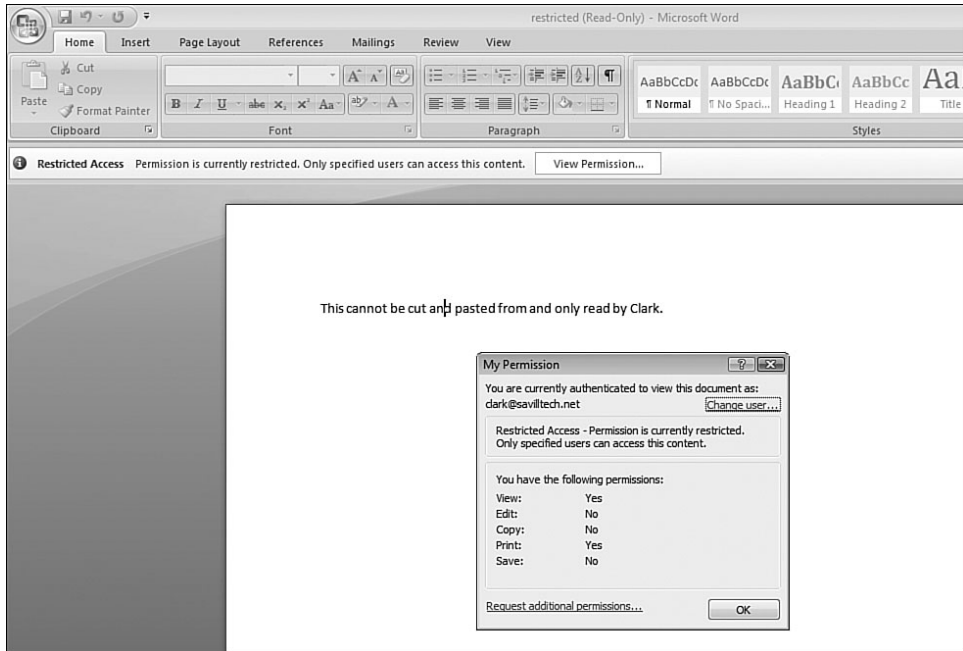 restricted (Read-Only) - Microsoft Word
Home Insert Page Layout References Mailings Review View
Paste
Cut
Copy
Format Painter
B I U abc x₂ x² Aa ab A
AaBbCcDc AaBbCcDc AaBbC AaBbCc Aa
¶ Normal ¶ No Spaci... Heading 1 Heading 2 Title
Clipboard Font Paragraph Styles
Restricted Access Permission is currently restricted. Only specified users can access this content. View Permission...
This cannot be cut and pasted from and only read by Clark.
My Permission
You are currently authenticated to view this document as:
clark@savilltech.net Change user...
Restricted Access - Permission is currently restricted.
Only specified users can access this content.
You have the following permissions:
View: Yes
Edit: No
Copy: No
Print: Yes
Save: No
Request additional permissions... OK